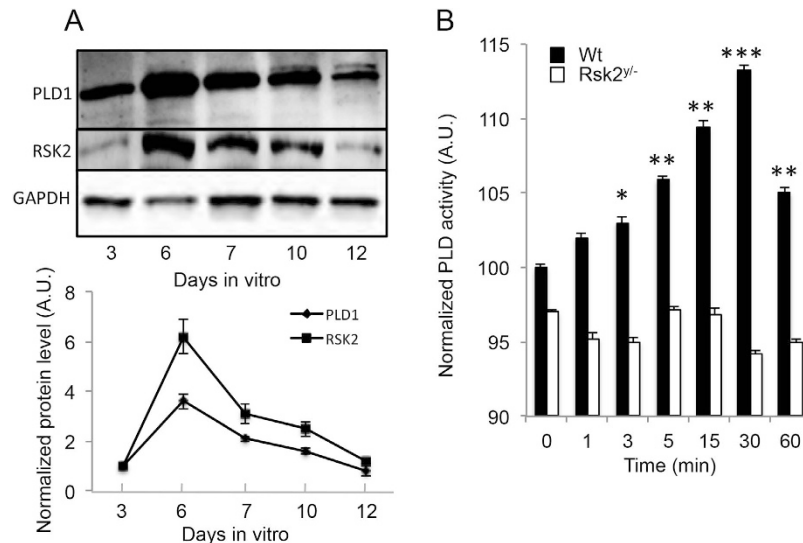 A
PLD1
RSK2
GAPDH
3 6 7 10 12
Days in vitro
Normalized protein level (A.U.)
8
6
4
2
0
PLD1
RSK2
3 6 7 10 12
Days in vitro
B
Normalized PLD activity (A.U.)
115
110
105
100
95
90
Wt
Rsk2y/-
*
**
**
***
**
0 1 3 5 15 30 60
Time (min)